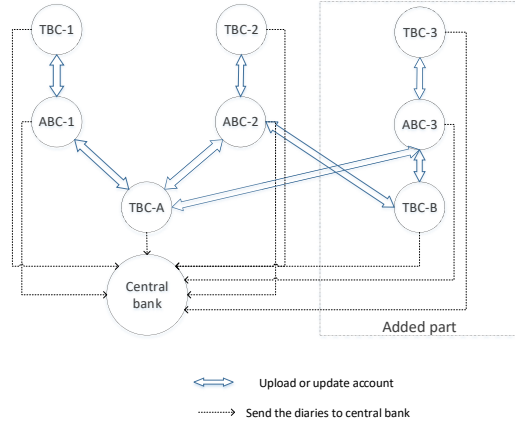 TBC-1
TBC-2
TBC-3
ABC-1
ABC-2
ABC-3
TBC-A
TBC-B
Central
bank
Added part
Upload or update account
Send the diaries to central bank